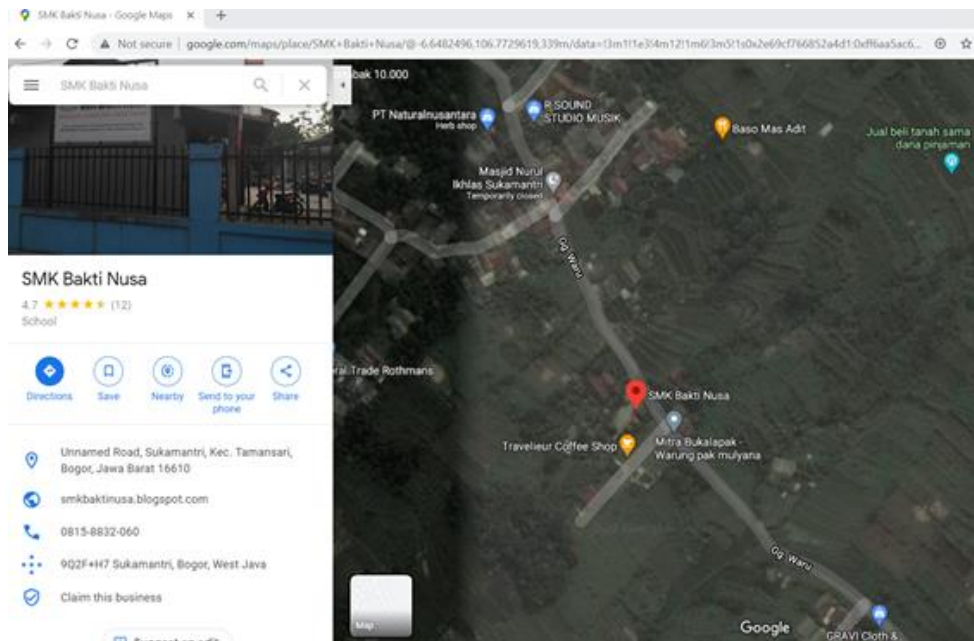 SMK Bakti Nusa - Google Maps
Not secure
google.com/maps/place/SMK+Bakti+Nusa/@-6.6482496,106.7729619,339m/data=!3m1!1e3!4m12!1m6!3m5!1s0x2e69cf766852a4d1:0xff6aa5ac6...
SMK Bakti Nusa
SMK Bakti Nusa
4.7
(12)
School
Directions
Save
Nearby
Send to your
phone
Share
Unnamed Road, Sukamantri, Kec. Tamansari,
Bogor, Jawa Barat 16610
smkbaktinusa.blogspot.com
0815-8832-060
9Q2F+H7 Sukamantri, Bogor, West Java
Claim this business
Suggest an edit
bak 10.000
PT Naturalnusantara
Herb shop
R SOUND
STUDIO MUSIK
Baso Mas Adit
Jual beli tanah sama
dana pinjaman
Masjid Nurul
Ikhlas Sukamantri
Temporarily closed
Gg. Waru
ral Trade Rothmans
SMK Bakti Nusa
Travelieur Coffee Shop
Mitra Bukalapak -
Warung pak mulyana
Gg. Waru
Map
Google
GRAVI Cloth &